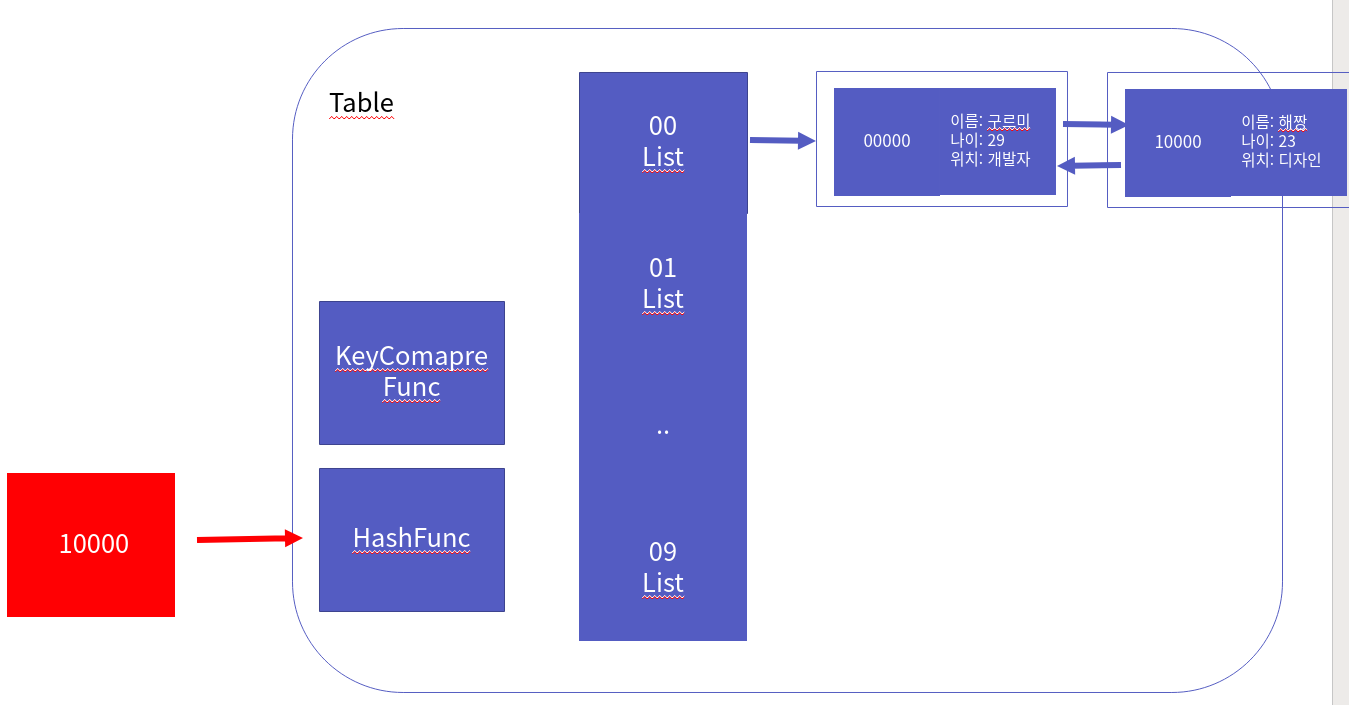 Table
00
List
00000
이름: 구르미
나이: 29
위치: 개발자
10000
이름: 해짱
나이: 23
위치: 디자인
01
List
KeyComapre
Func
..
10000
HashFunc
09
List